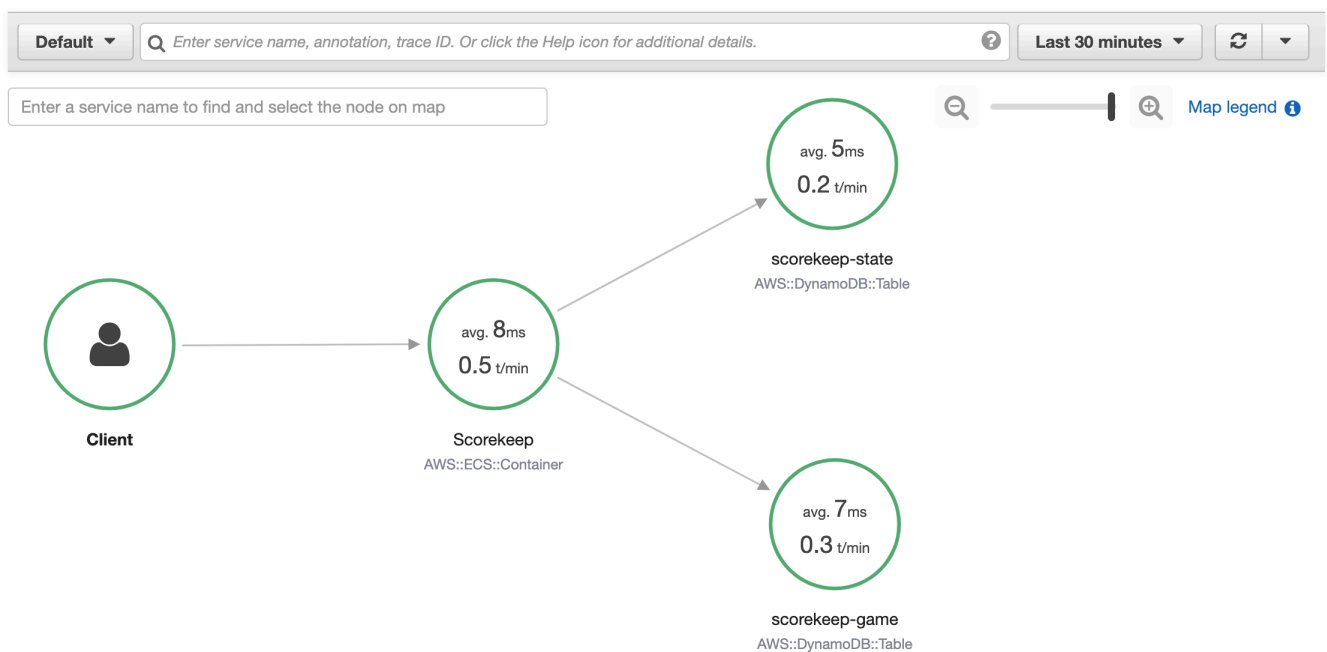 Default
Enter service name, annotation, trace ID. Or click the Help icon for additional details.
?
Last 30 minutes
Enter a service name to find and select the node on map
Map legend i
avg. 5ms
0.2 t/min
scorekeep-state
AWS::DynamoDB::Table
Client
avg. 8ms
0.5 t/min
Scorekeep
AWS::ECS::Container
avg. 7ms
0.3 t/min
scorekeep-game
AWS::DynamoDB::Table